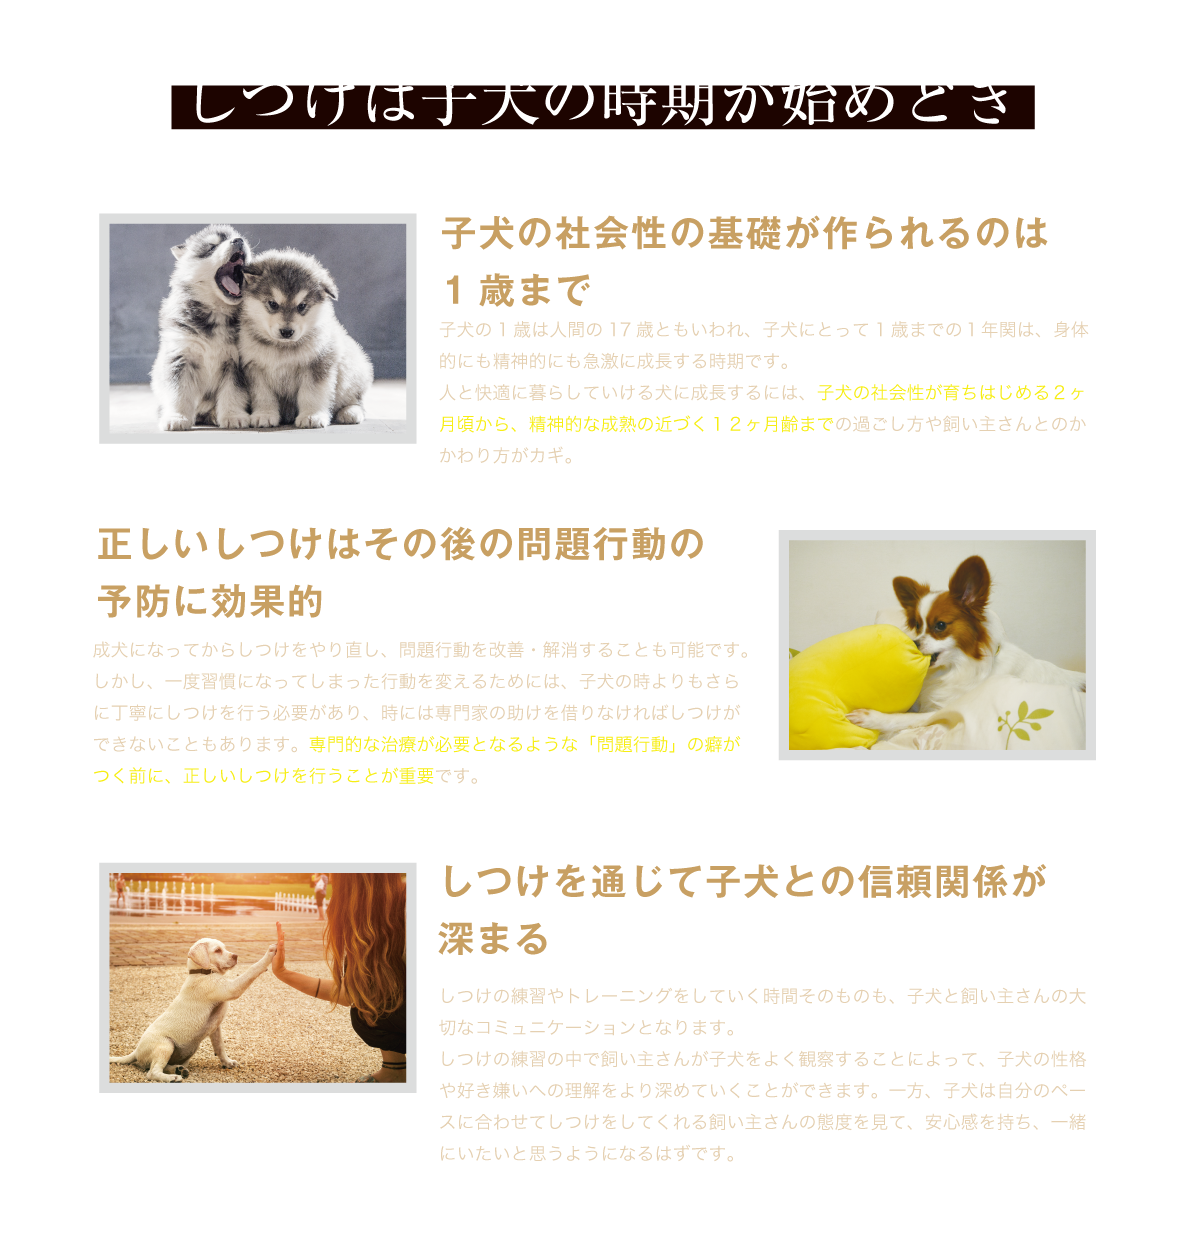 しつけは子犬の時期が始めどき
子犬の社会性の基礎が作られるのは
1 歳まで
子犬の 1 歳は人間の 17 歳ともいわれ、子犬にとって 1 歳までの 1 年関は、身体
的にも精神的にも急激に成長する時期です。
人と快適に暮らしていける犬に成長するには、子犬の社会性が育ちはじめる２ヶ
月頃から、精神的な成熟の近づく１２ヶ月齢までの過ごし方や飼い主さんとのか
かわり方がカギ。
正しいしつけはその後の問題行動の
予防に効果的
成犬になってからしつけをやり直し、問題行動を改善・解消することも可能です。
しかし、一度習慣になってしまった行動を変えるためには、子犬の時よりもさら
に丁寧にしつけを行う必要があり、時には専門家の助けを借りなければしつけが
できないこともあります。専門的な治療が必要となるような「問題行動」の癖が
つく前に、正しいしつけを行うことが重要です。
しつけを通じて子犬との信頼関係が
深まる
しつけの練習やトレーニングをしていく時間そのものも、子犬と飼い主さんの大
切なコミュニケーションとなります。
しつけの練習の中で飼い主さんが子犬をよく観察することによって、子犬の性格
や好き嫌いへの理解をより深めていくことができます。一方、子犬は自分のペー
スに合わせてしつけをしてくれる飼い主さんの態度を見て、安心感を持ち、一緒
にいたいと思うようになるはずです。